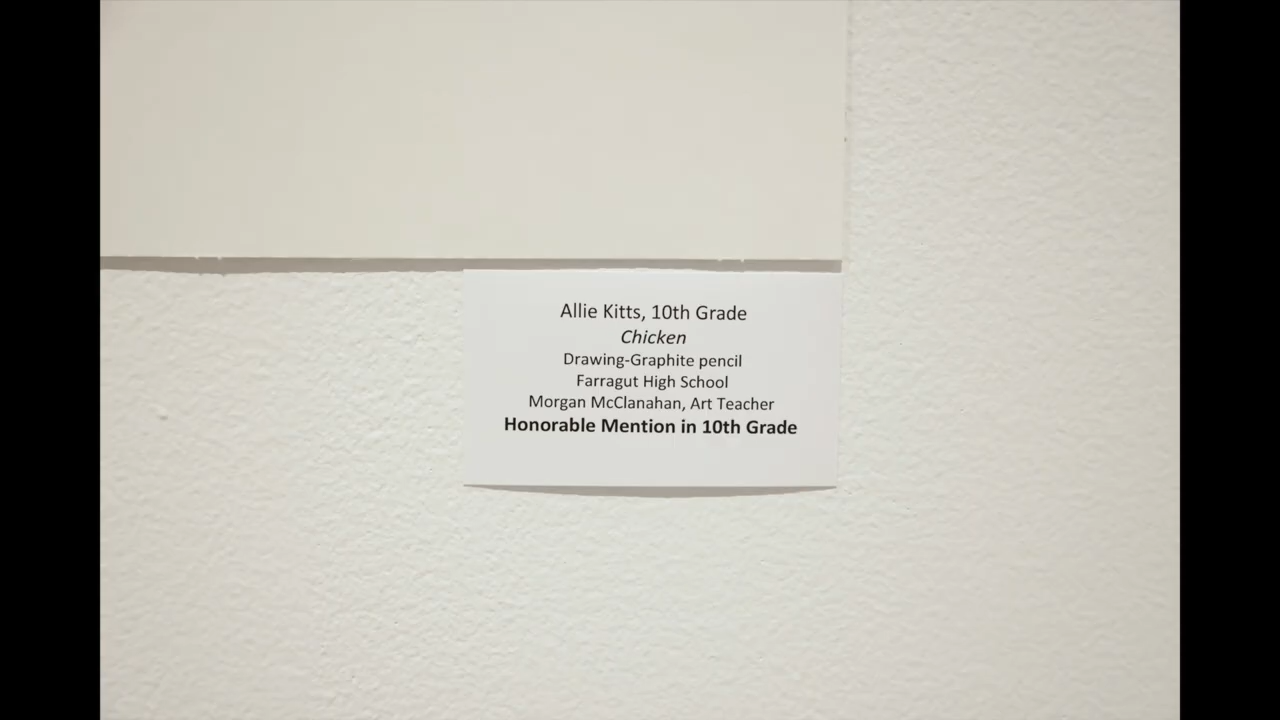 Allie Kitts, 10th Grade
Chicken
Drawing-Graphite pencil
Farragut High School
Morgan McClanahan, Art Teacher
Honorable Mention in 10th Grade